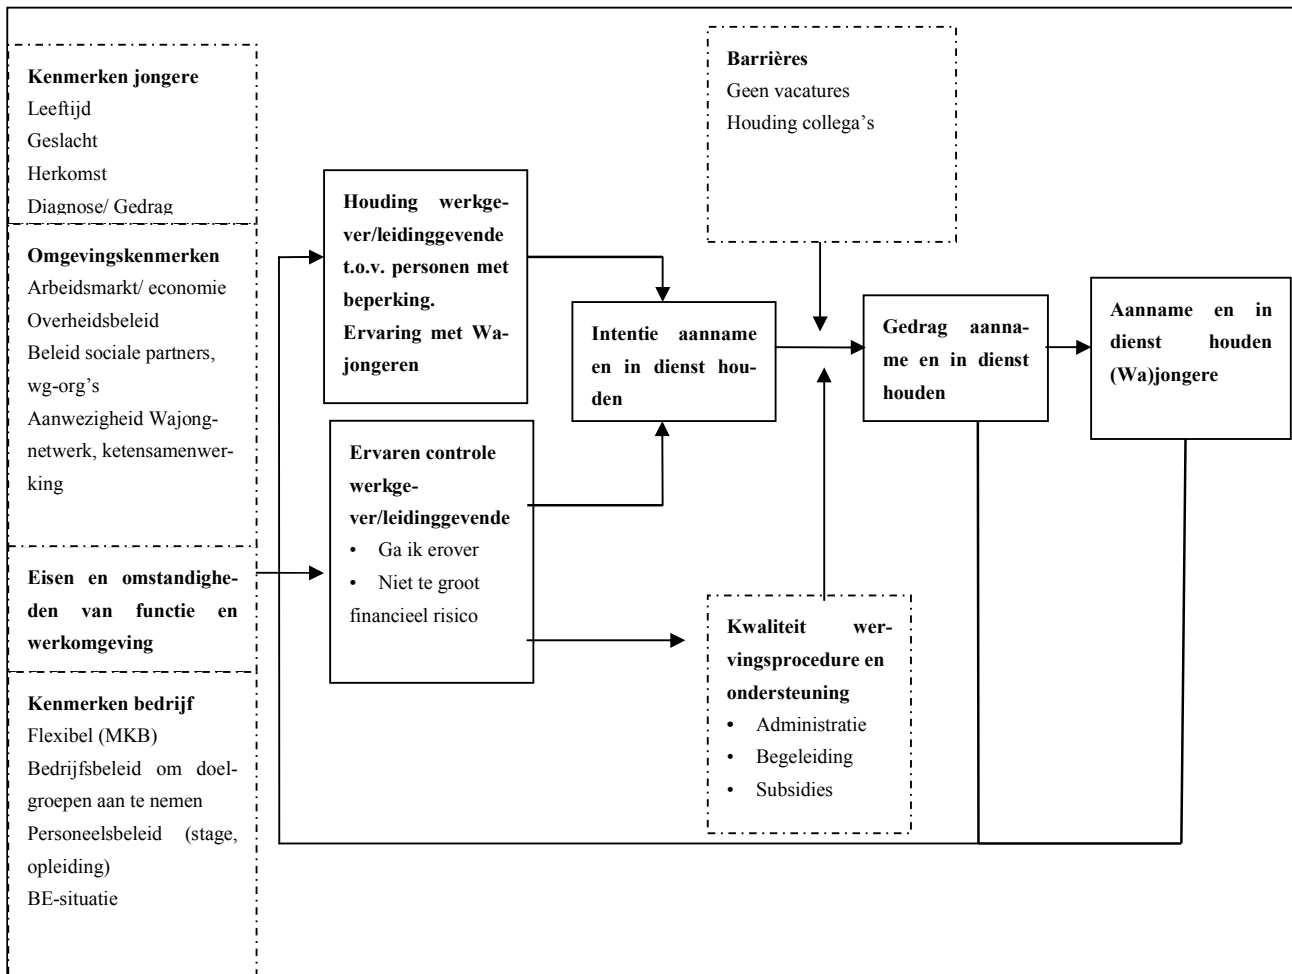 Kenmerken jongere
Leeftijd
Geslacht
Herkomst
Diagnose/ Gedrag
Omgevingskenmerken
Arbeidsmarkt/ economie
Overheidsbeleid
Beleid sociale partners,
wg-org’s
Aanwezigheid Wajong-
netwerk, ketensamenwer-
king
Eisen en omstandighe-
den van functie en
werkomgeving
Kenmerken bedrijf
Flexibel (MKB)
Bedrijfsbeleid om doel-
groepen aan te nemen
Personeelsbeleid (stage,
opleiding)
BE-situatie
Houding werkge-
ver/leidinggevende
t.o.v. personen met
beperking.
Ervaring met Wa-
jongeren
Ervaren controle
werkge-
ver/leidinggevende
• Ga ik erover
• Niet te groot
financieel risico
Intentie aanname
en in dienst hou-
den
Barrières
Geen vacatures
Houding collega’s
Kwaliteit wer-
vingsprocedure en
ondersteuning
• Administratie
• Begeleiding
• Subsidies
Gedrag aanna-
me en in dienst
houden
Aanname en in
dienst houden
(Wa)jongere